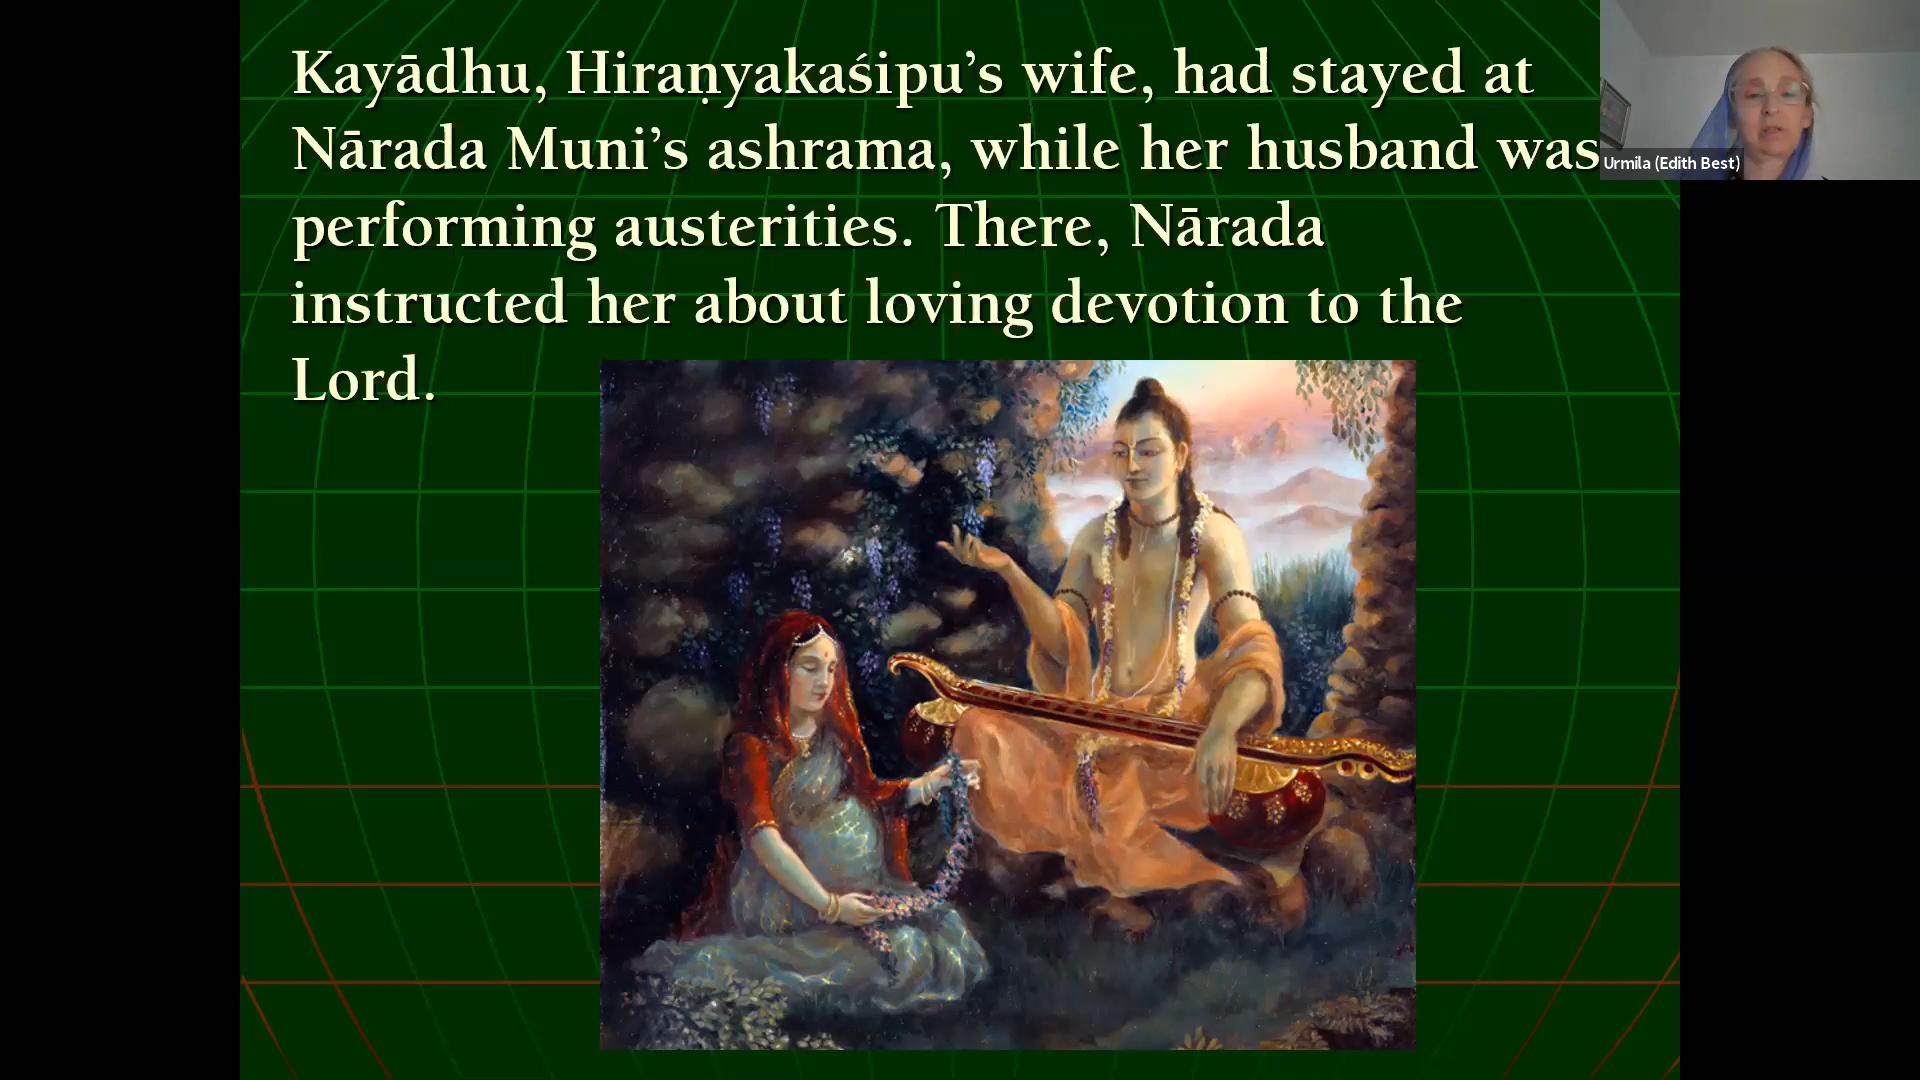 Kayādhu, Hiraṇyakaśipu’s wife, had stayed at
Nārada Muni’s ashrama, while her husband was
performing austerities. There, Nārada
instructed her about loving devotion to the
Lord.
Urmila (Edith Best)